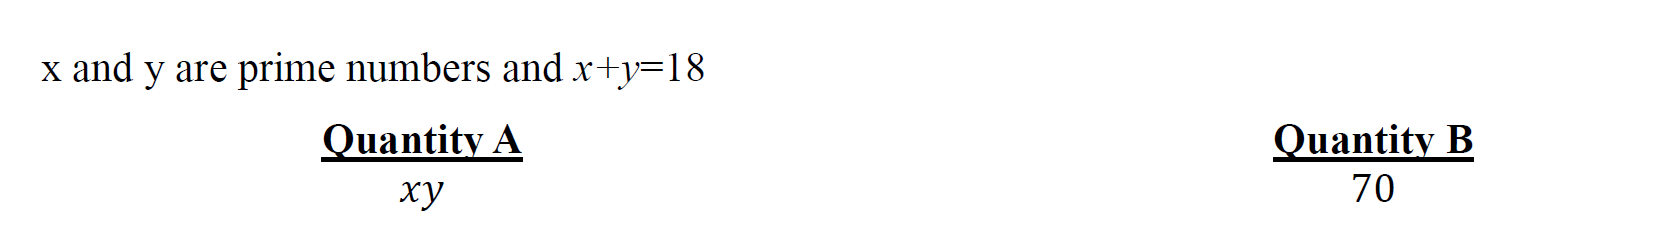 x and y are prime numbers and x+y=18
Quantity A Quantity B
xy 70